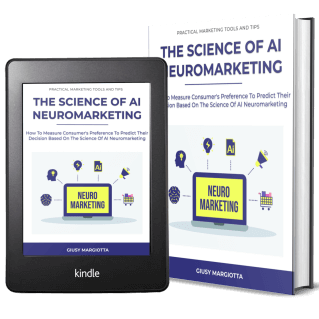 PRACTICAL MARKETING TOOLS AND TIPS
THE SCIENCE OF AI
NEUROMARKETING
How To Measure Consumer's Preference To Predict Their
Decision Based On The Science Of AI Neuromarketing
NEURO
MARKETING
GIUSY MARGIOTTA
kindle
PRACTICAL MARKETING TOOLS AND TIPS
THE SCIENCE OF AI
NEUROMARKETING
To Measure Consumer's Preference To Predict Their
ion Based On The Science Of AI Neuromarketing
NEURO
MARKETING
GIUSY MARGIOTTA